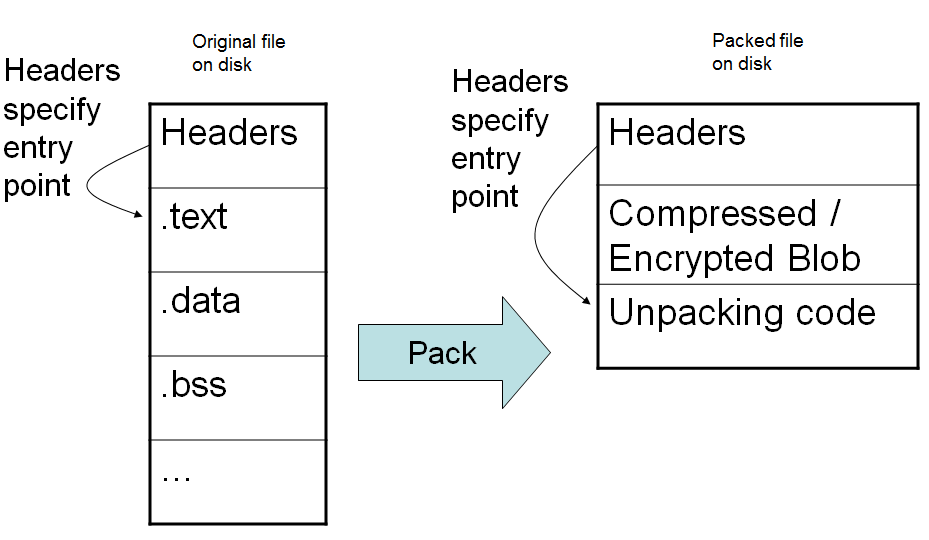 Original file
on disk
Headers
specify
entry
point
Headers
.text
.data
.bss
...
Pack
Packed file
on disk
Headers
specify
entry
point
Headers
Compressed /
Encrypted Blob
Unpacking code